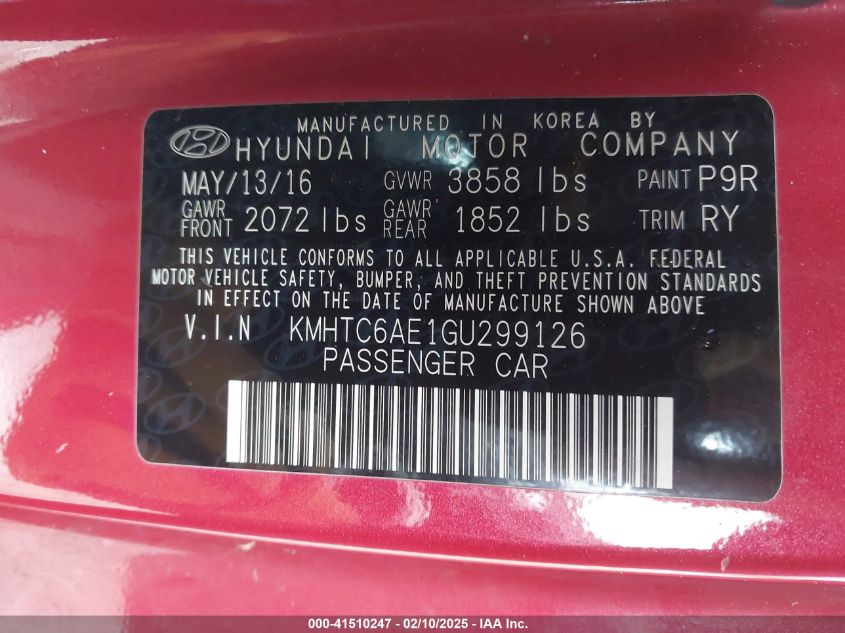 MANUFACTURED IN KOREA BY
HYUNDAI MOTOR COMPANY
MAY/13/16 GVWR 3858 lbs PAINT P9R
GAWR FRONT 2072 lbs GAWR REAR 1852 lbs TRIM RY
THIS VEHICLE CONFORMS TO ALL APPLICABLE U.S.A. FEDERAL
MOTOR VEHICLE SAFETY, BUMPER, AND THEFT PREVENTION STANDARDS
IN EFFECT ON THE DATE OF MANUFACTURE SHOWN ABOVE
V.I.N KMHTC6AE1GU299126
PASSENGER CAR
000-41510247 - 02/10/2025 - IAA Inc.